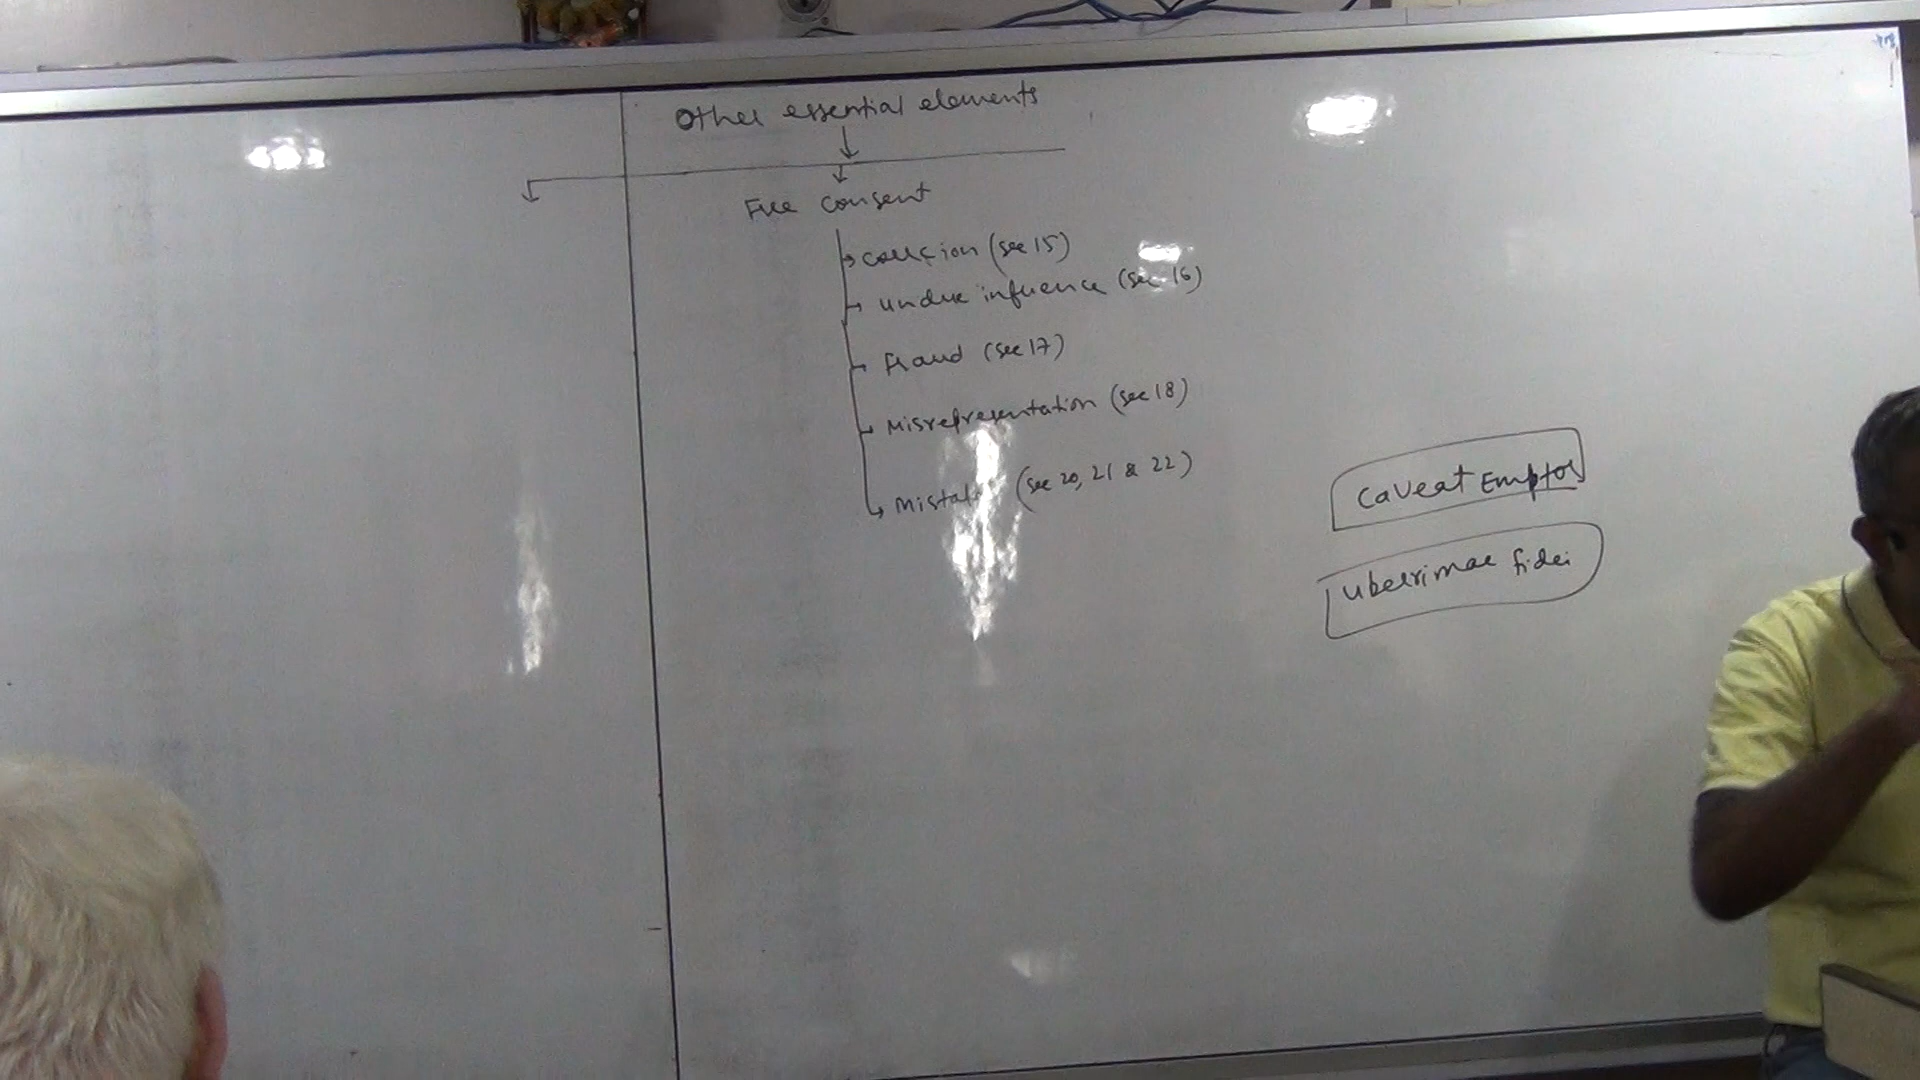 Other essential elements
Free consent
coercion (sec 15)
undue influence (sec 16)
fraud (sec 17)
Misrepresentation (sec 18)
Mistake (sec 20, 21 & 22)
Caveat Emptor
uberrimae fidei